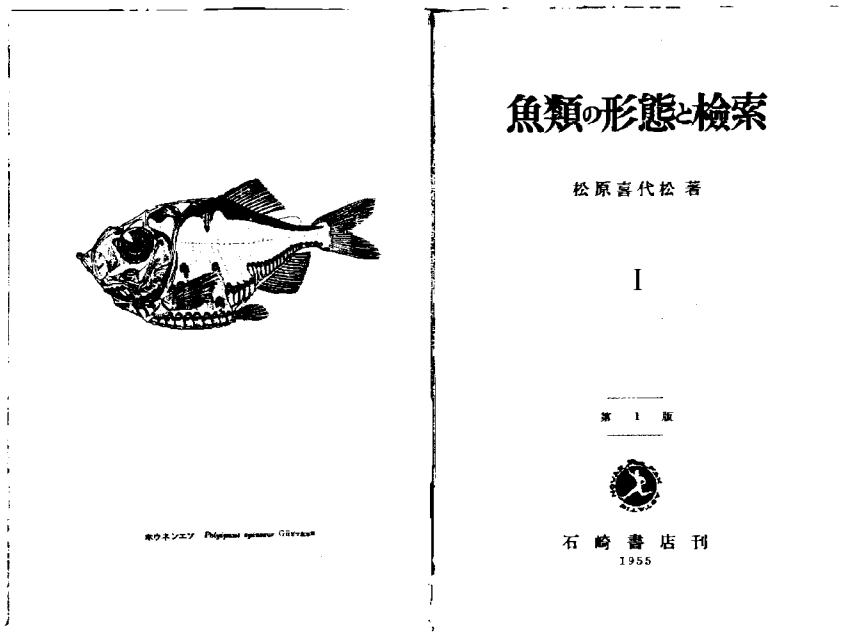 ホウネンエソ Polyipnus spinosus GÜNTHER
魚類の形態と検索
松原喜代松 著
I
第 1 版
石崎書店刊
1955